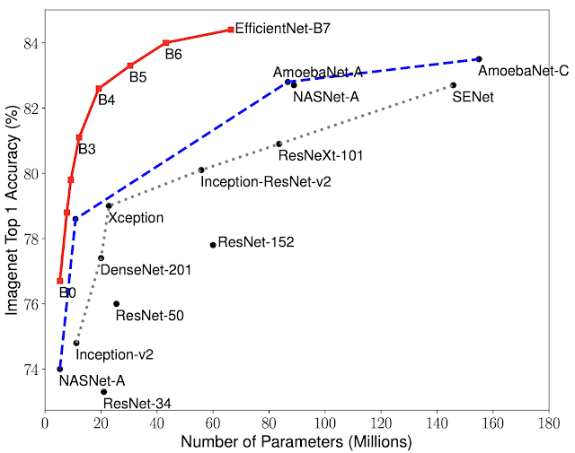 84
EfficientNet-B7
B6
B5
AmoebaNet-A
AmoebaNet-C
B4
NASNet-A
SENet
82
B3
ResNeXt-101
80
Inception-ResNet-v2
Xception
78
ResNet-152
DenseNet-201
B0
76
ResNet-50
Inception-v2
74
NASNet-A
ResNet-34
0 20 40 60 80 100 120 140 160 180
Number of Parameters (Millions)
Imagenet Top 1 Accuracy (%)